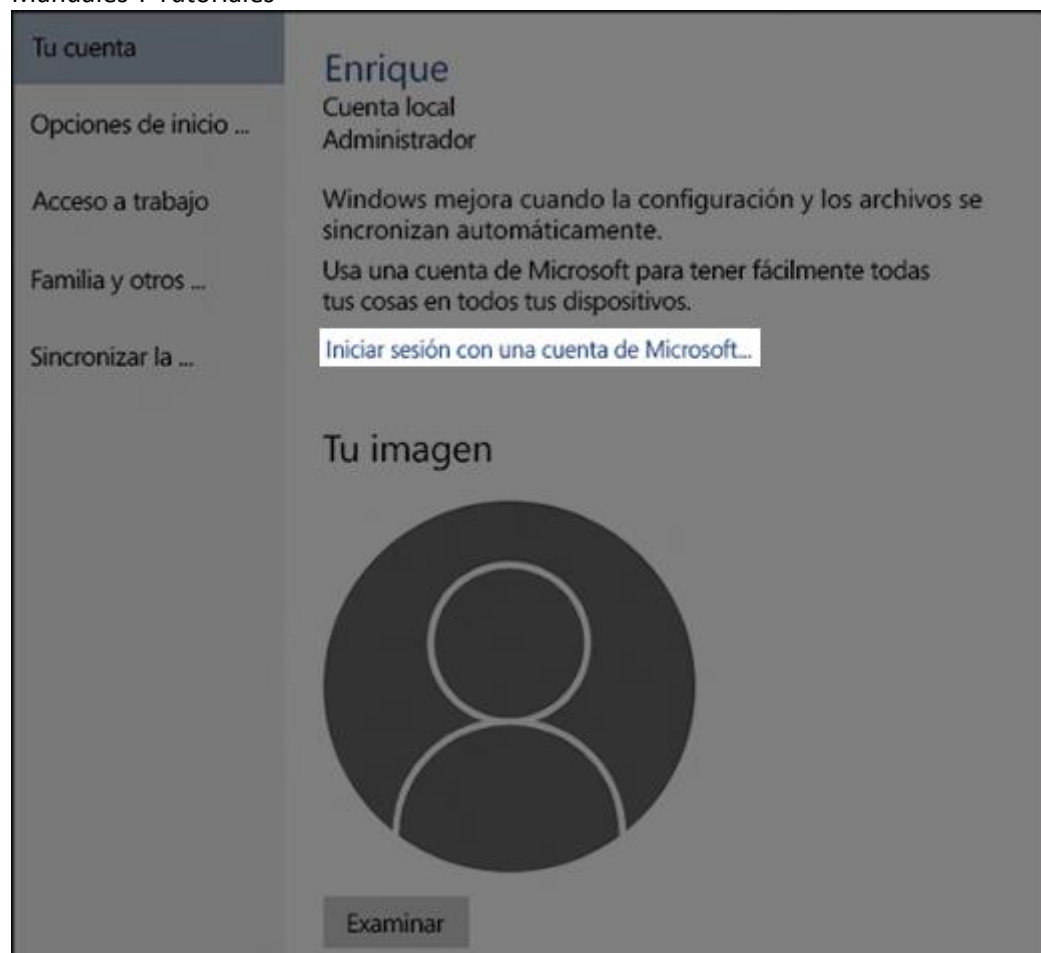 Manuales Y Tutoriales
Tu cuenta
Opciones de inicio ...
Acceso a trabajo
Familia y otros ...
Sincronizar la ...
Enrique
Cuenta local
Administrador
Windows mejora cuando la configuración y los archivos se
sincronizan automáticamente.
Usa una cuenta de Microsoft para tener fácilmente todas
tus cosas en todos tus dispositivos.
Iniciar sesión con una cuenta de Microsoft...
Tu imagen
Examinar